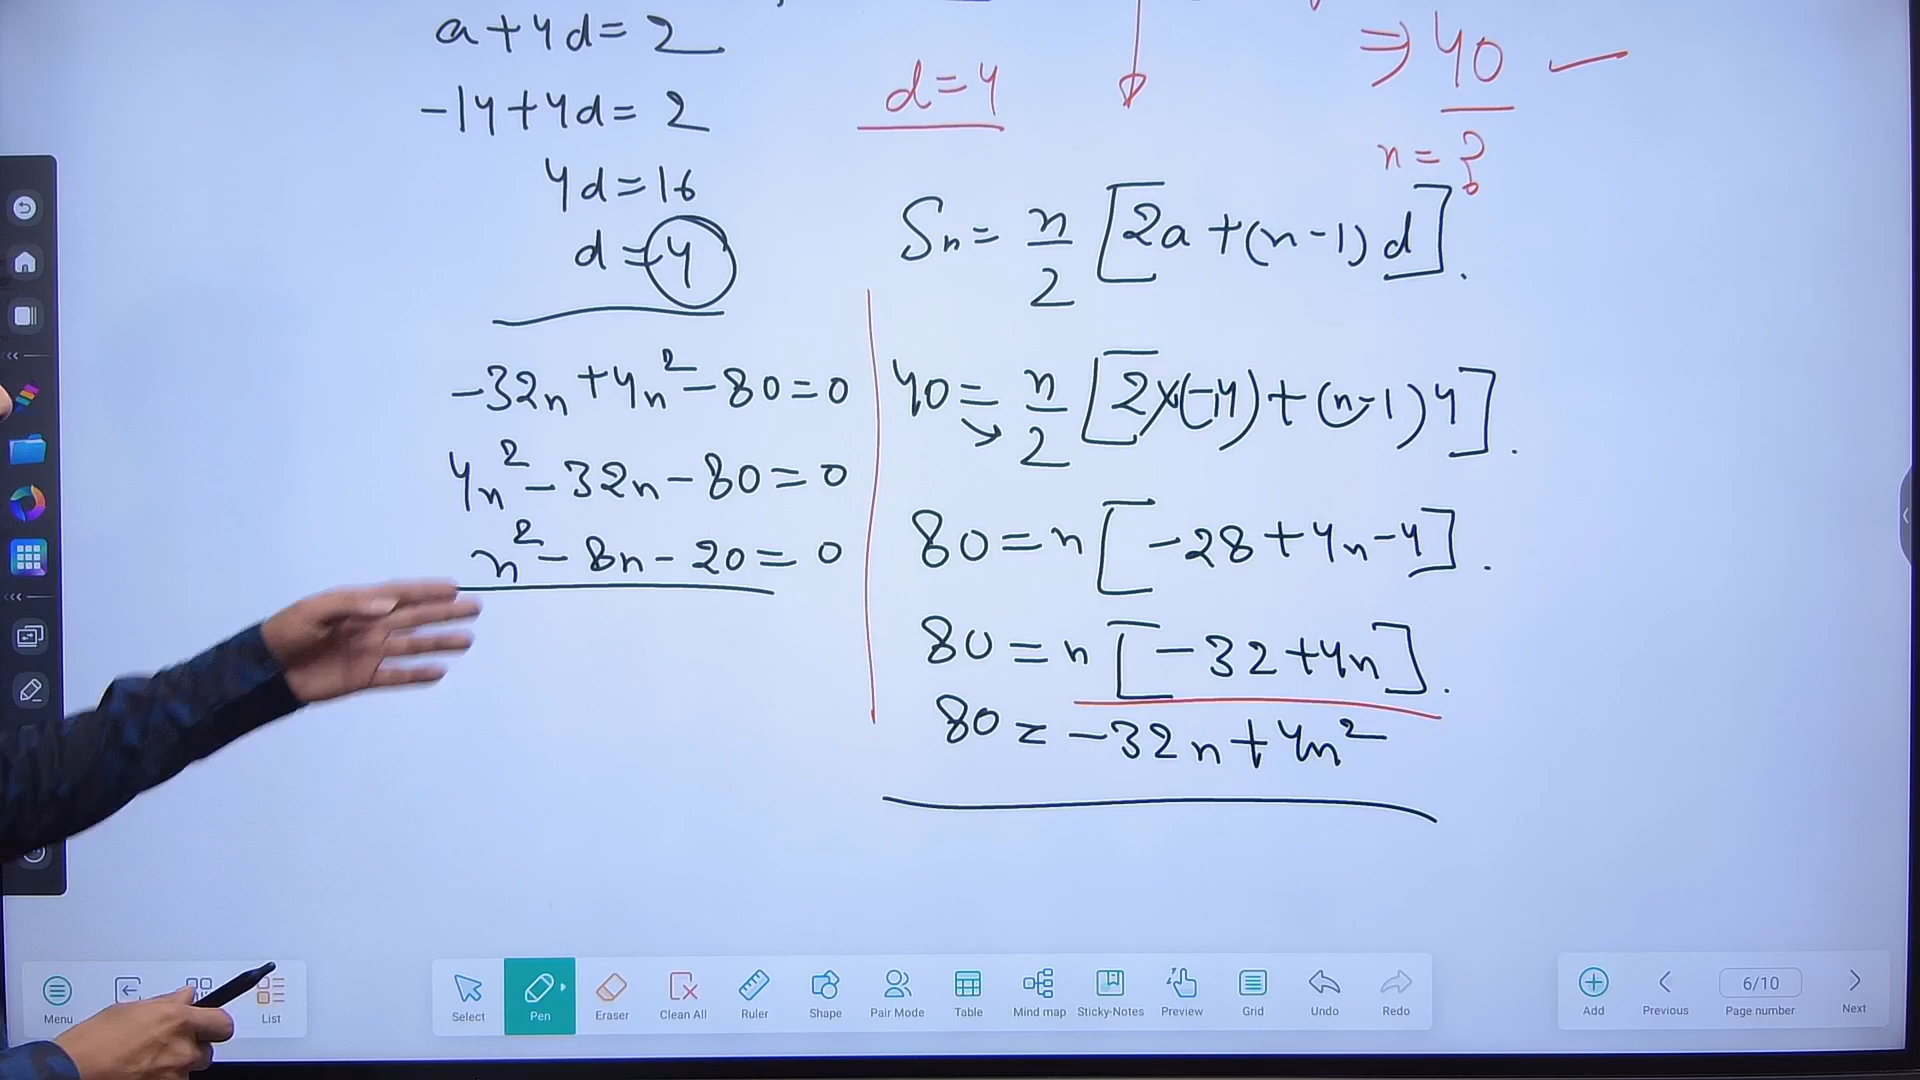 a+4d=2
-14+4d=2
4d=16
d=4
d=4
⇒40
n=?
Sn=n/2[2a+(n-1)d].
-32n+4n²-80=0
4n²-32n-80=0
n²-8n-20=0
40=n/2[2×(-14)+(n-1)4].
80=n[-28+4n-4].
80=n[-32+4n].
80=-32n+4n²
Menu
List
Select
Pen
Eraser
Clean All
Ruler
Shape
Pair Mode
Table
Mind map
Sticky-Notes
Preview
Grid
Undo
Redo
Add
Previous
6/10
Page number
Next